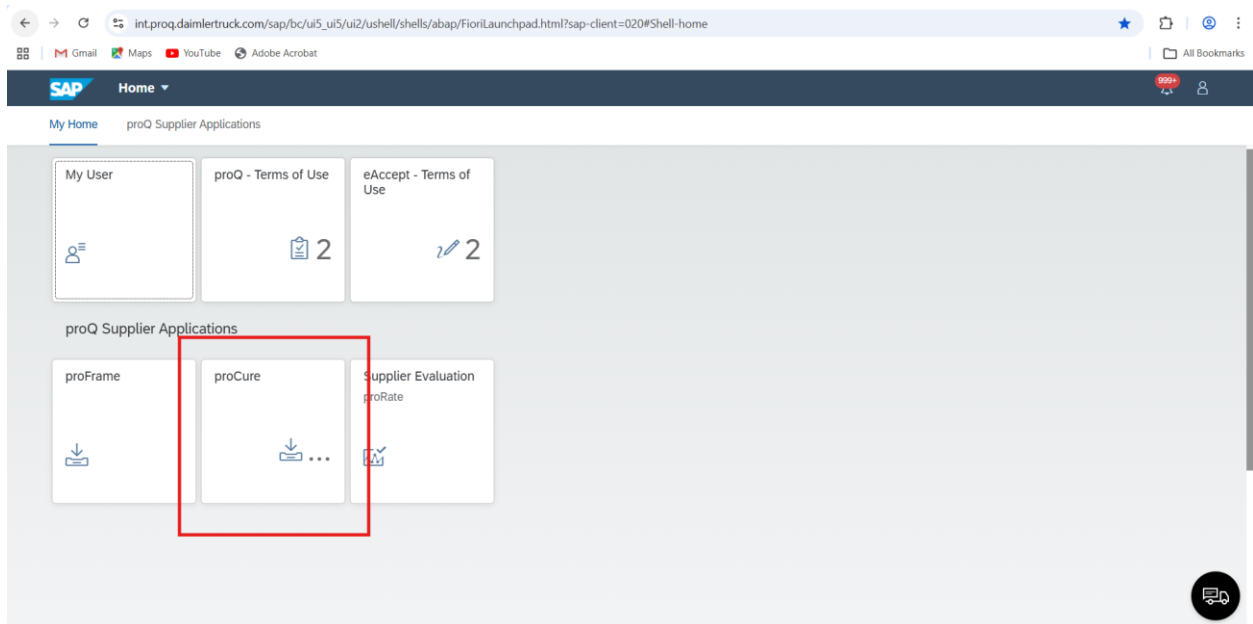 int.proq.daimlertruck.com/sap/bc/ui5_ui5/ui2/ushell/shells/abap/FioriLaunchpad.html?sap-client=020#Shell-home
Gmail Maps YouTube Adobe Acrobat All Bookmarks
SAP Home 999+
My Home proQ Supplier Applications
My User proQ - Terms of Use eAccept - Terms of
Use
2 2
proQ Supplier Applications
proFrame proCure Supplier Evaluation
proRate
...